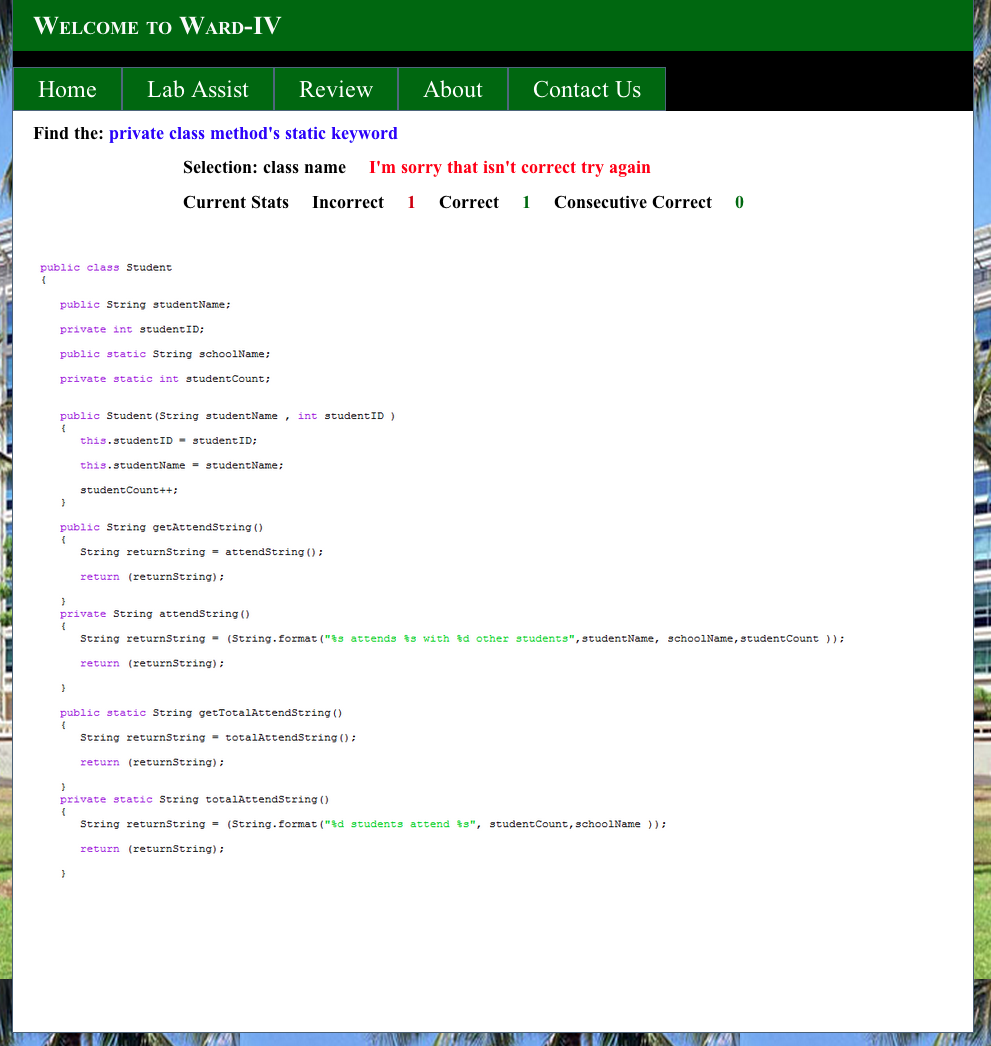 Welcome to Ward-IV
Home Lab Assist Review About Contact Us
Find the: private class method's static keyword
Selection: class name I'm sorry that isn't correct try again
Current Stats Incorrect 1 Correct 1 Consecutive Correct 0
public class Student
{
public String studentName;
private int studentID;
public static String schoolName;
private static int studentCount;
public Student(String studentName , int studentID )
{
this.studentID = studentID;
this.studentName = studentName;
studentCount++;
}
public String getAttendString()
{
String returnString = attendString();
return (returnString);
}
private String attendString()
{
String returnString = (String.format("%s attends %s with %d other students",studentName, schoolName,studentCount ));
return (returnString);
}
public static String getTotalAttendString()
{
String returnString = totalAttendString();
return (returnString);
}
private static String totalAttendString()
{
String returnString = (String.format("%d students attend %s", studentCount,schoolName ));
return (returnString);
}